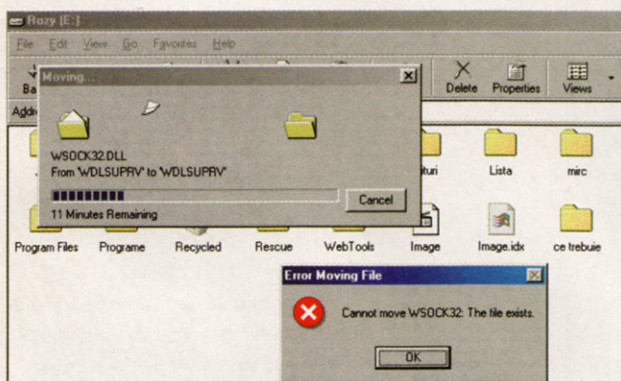 Rozy (E:)
File Edit View Go Favorites Help
Moving...
Delete Properties Views
WSOCK32.DLL
From 'WDLSUPRV' to 'WDLSUPRV'
Cancel
11 Minutes Remaining
ituri Lista mirc
Program Files Programe Recycled Rescue WebTools Image Image.idx ce trebuie
Error Moving File
Cannot move WSOCK32: The file exists.
OK